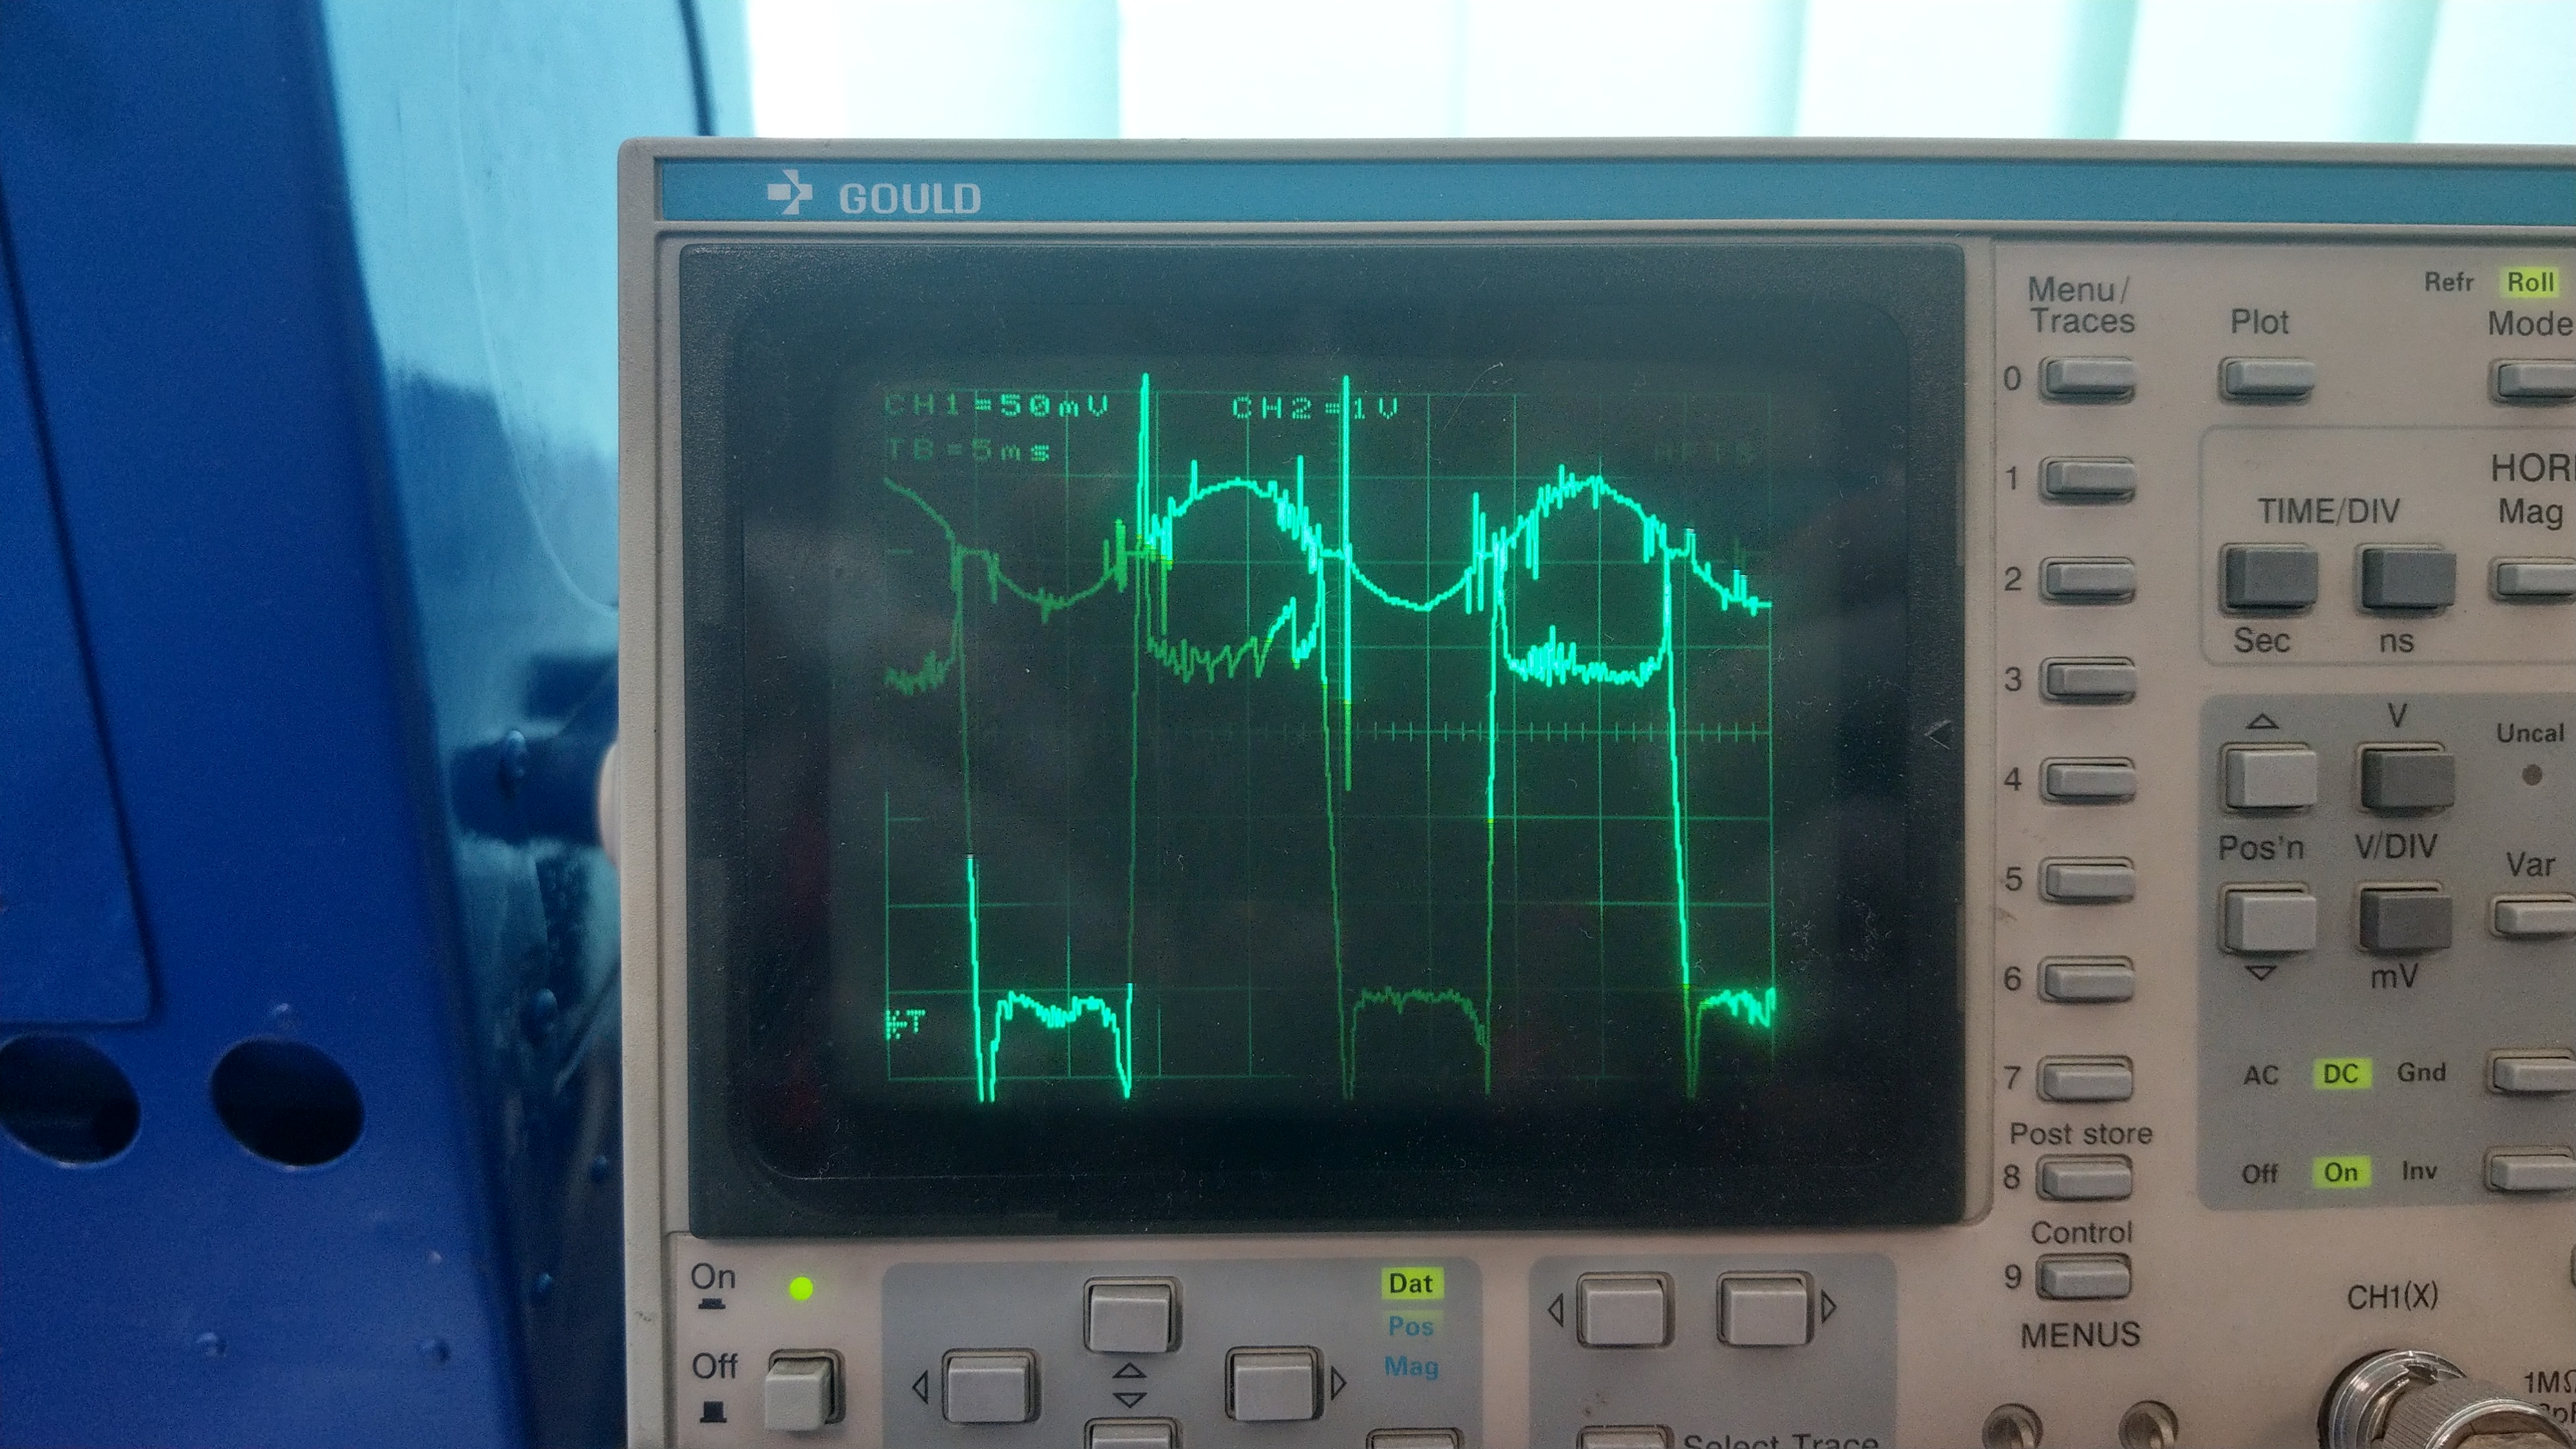 GOULD
Menu/
Traces
Plot
Refr Roll
Mode
CH1=50mV CH2=1V
TB=5ms
0
1
2
3
4
5
6
7
Post store
8
Control
9
MENUS
TIME/DIV
Mag
Sec ns
V
Uncal
Pos'n V/DIV
Var
mV
AC DC Gnd
Off On Inv
CH1(X)
1MΩ
T
On
Off
Dat
Pos
Mag
Select Trace